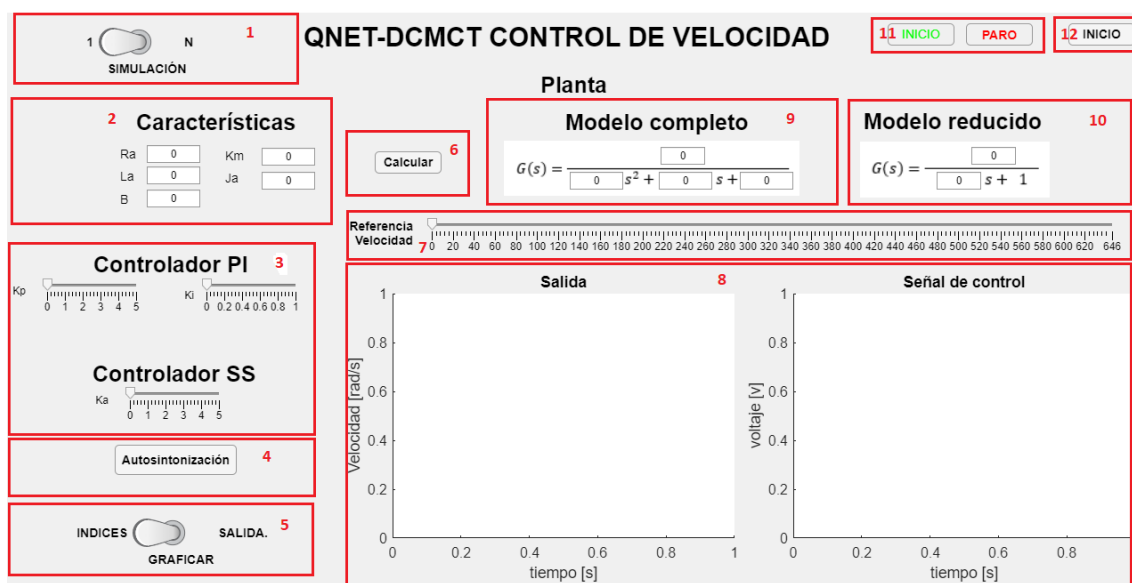 QNET-DCMCT CONTROL DE VELOCIDAD
1 N 1
SIMULACIÓN
11 INICIO PARO
12 INICIO
Planta
2 Características
Ra 0 Km 0
La 0 Ja 0
B 0
Calcular 6
Modelo completo 9
G(s) = 0
0 s² + 0 s + 0
Modelo reducido 10
G(s) = 0
0 s + 1
Referencia
Velocidad 7
0 20 40 60 80 100 120 140 160 180 200 220 240 260 280 300 320 340 360 380 400 420 440 460 480 500 520 540 560 580 600 620 646
Controlador PI 3
Kp 0 1 2 3 4 5
Ki 0 0.2 0.4 0.6 0.8 1
Controlador SS
Ka 0 1 2 3 4 5
Autosintonización 4
INDICES SALIDA. 5
GRAFICAR
8
Salida
Velocidad [rad/s]
1
0.8
0.6
0.4
0.2
0
0 0.2 0.4 0.6 0.8 1
tiempo [s]
Señal de control
voltaje [v]
1
0.8
0.6
0.4
0.2
0
0 0.2 0.4 0.6 0.8
tiempo [s]